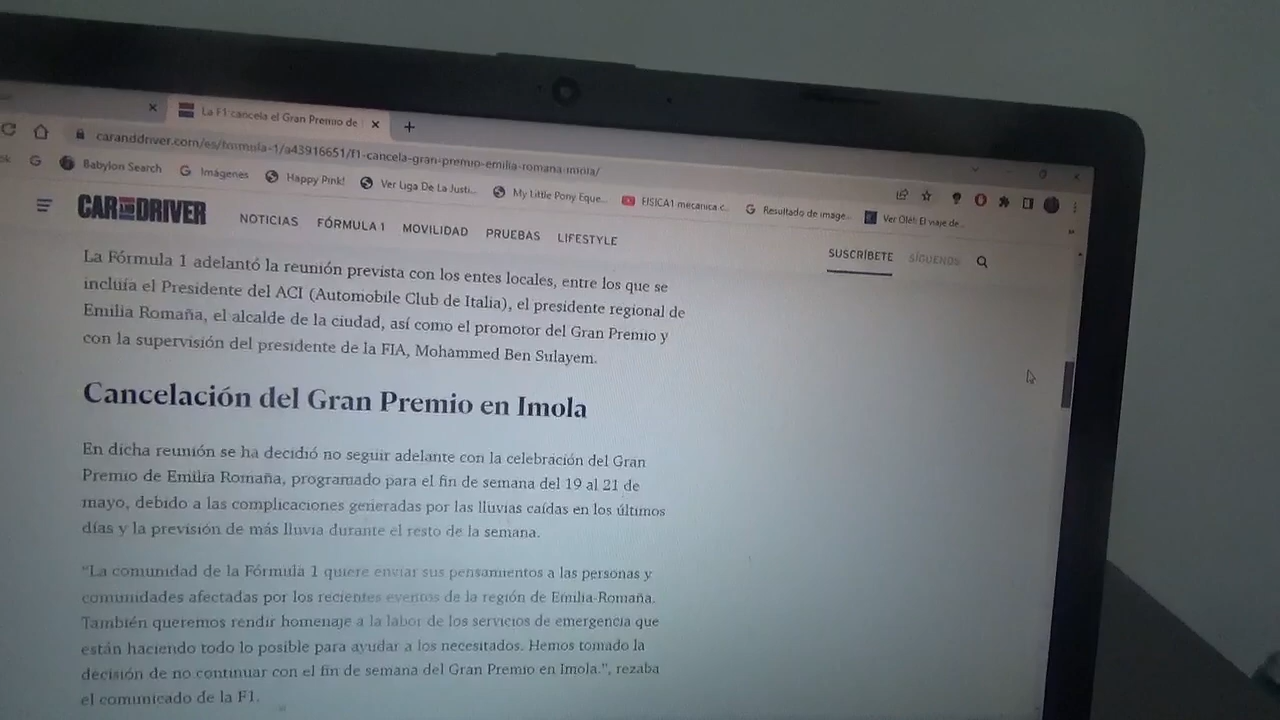 La F1 cancela el Gran Premio de
caranddriver.com/es/formula-1/a43916651/f1-cancela-gran-premio-emilia-romana-imola/
ok
Babylon Search
Imágenes
Happy Pink!
Ver Liga De La Justi...
My Little Pony Eque...
FISICA1 mecanica c...
Resultado de image...
Ver Olé!: El viaje de...
CAR AND DRIVER
NOTICIAS FÓRMULA 1 MOVILIDAD PRUEBAS LIFESTYLE
SUSCRÍBETE SÍGUENOS
La Fórmula 1 adelantó la reunión prevista con los entes locales, entre los que se
incluía el Presidente del ACI (Automobile Club de Italia), el presidente regional de
Emilia Romaña, el alcalde de la ciudad, así como el promotor del Gran Premio y
con la supervisión del presidente de la FIA, Mohammed Ben Sulayem.
Cancelación del Gran Premio en Imola
En dicha reunión se ha decidió no seguir adelante con la celebración del Gran
Premio de Emilia Romaña, programado para el fin de semana del 19 al 21 de
mayo, debido a las complicaciones generadas por las lluvias caídas en los últimos
días y la previsión de más lluvia durante el resto de la semana.
"La comunidad de la Fórmula 1 quiere enviar sus pensamientos a las personas y
comunidades afectadas por los recientes eventos de la región de Emilia-Romaña.
También queremos rendir homenaje a la labor de los servicios de emergencia que
están haciendo todo lo posible para ayudar a los necesitados. Hemos tomado la
decisión de no continuar con el fin de semana del Gran Premio en Imola.", rezaba
el comunicado de la F1.